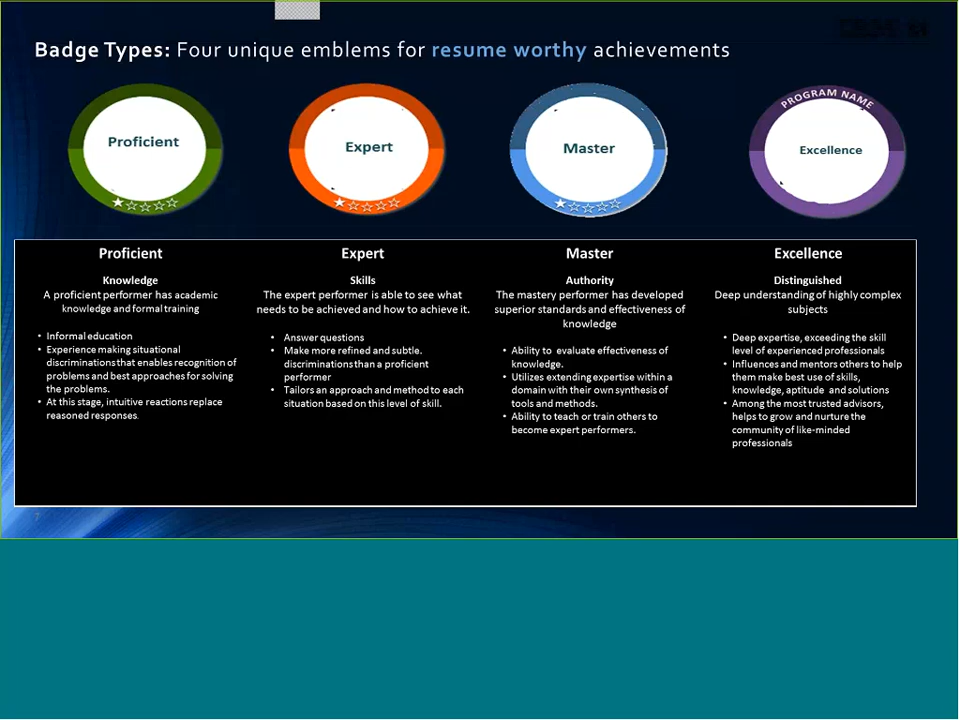 Badge Types: Four unique emblems for resume worthy achievements
Proficient
Expert
Master
PROGRAM NAME
Excellence
Proficient
Knowledge
A proficient performer has academic
knowledge and formal training
• Informal education
• Experience making situational
discriminations that enables recognition of
problems and best approaches for solving
the problems.
• At this stage, intuitive reactions replace
reasoned responses.
Expert
Skills
The expert performer is able to see what
needs to be achieved and how to achieve it.
• Answer questions
• Make more refined and subtle.
discriminations than a proficient
performer
• Tailors an approach and method to each
situation based on this level of skill.
Master
Authority
The mastery performer has developed
superior standards and effectiveness of
knowledge
• Ability to evaluate effectiveness of
knowledge.
• Utilizes extending expertise within a
domain with their own synthesis of
tools and methods.
• Ability to teach or train others to
become expert performers.
Excellence
Distinguished
Deep understanding of highly complex
subjects
• Deep expertise, exceeding the skill
level of experienced professionals
• Influences and mentors others to help
them make best use of skills,
knowledge, aptitude and solutions
• Among the most trusted advisors,
helps to grow and nurture the
community of like-minded
professionals
7